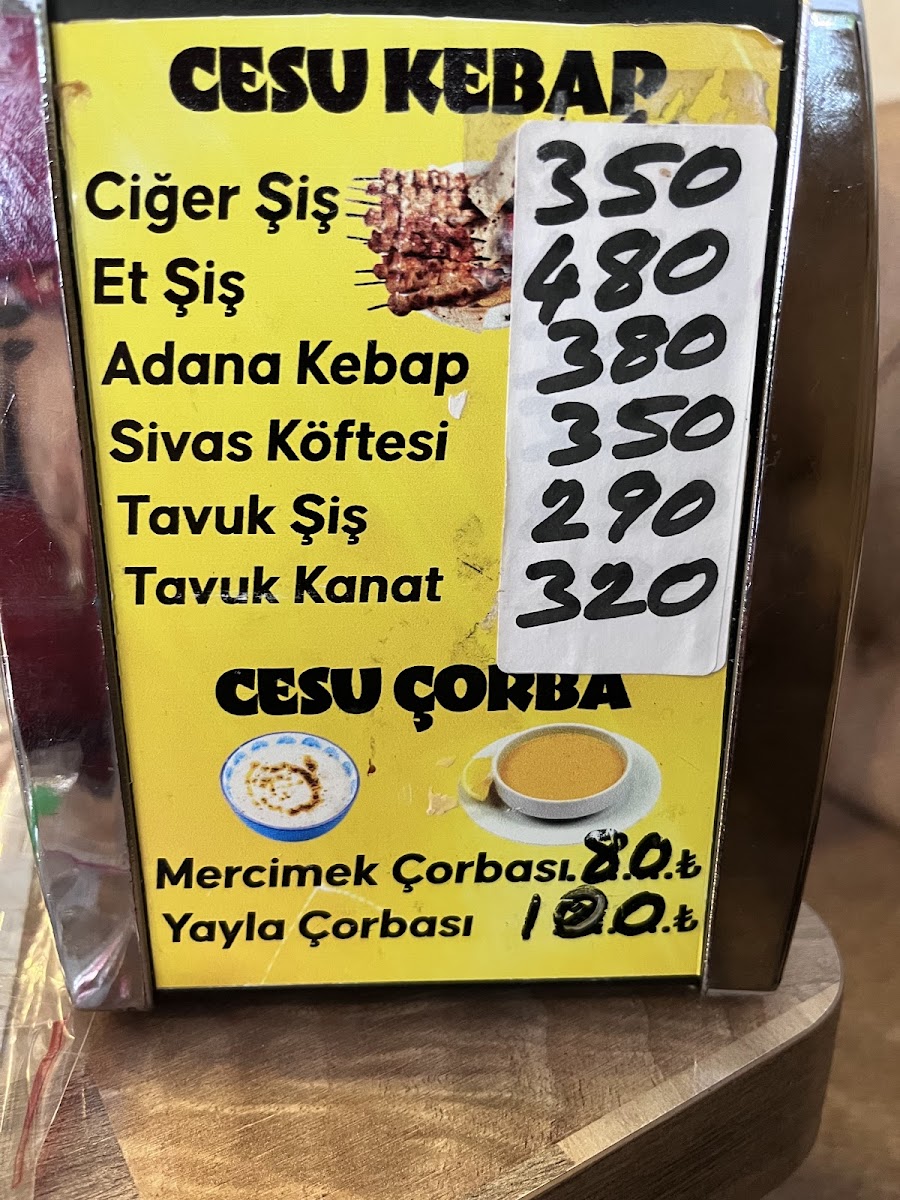 CESU KEBAP
Ciğer Şiş 350
Et Şiş 480
Adana Kebap 380
Sivas Köftesi 350
Tavuk Şiş 290
Tavuk Kanat 320
CESU ÇORBA
Mercimek Çorbası 80 ₺
Yayla Çorbası 100 ₺